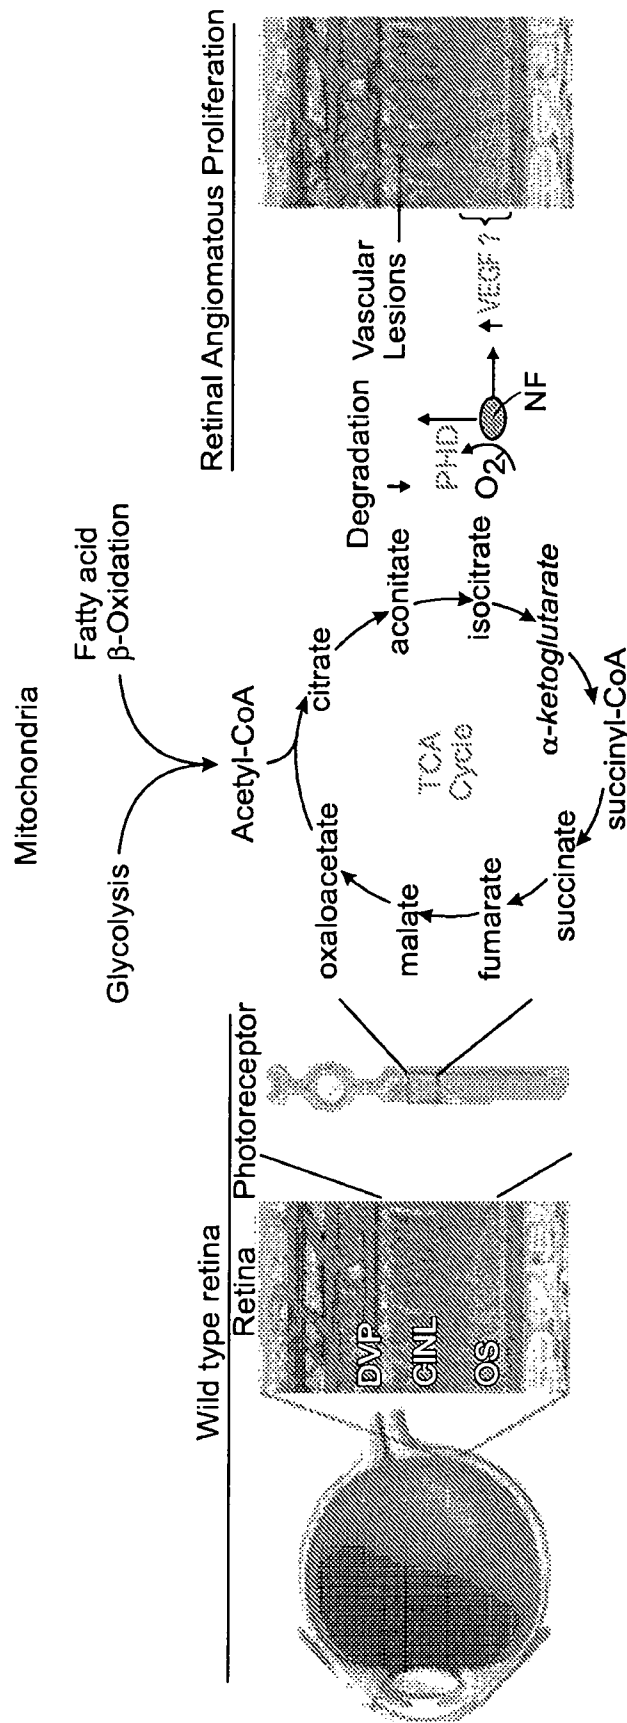 Mitochondria
Glycolysis
Fatty acid
β-Oxidation
Acetyl-CoA
Wild type retina
Retina
Photoreceptor
DVP
CINL
OS
oxaloacetate
citrate
malate
aconitate
TCA
Cycle
fumarate
isocitrate
succinate
α-ketoglutarate
succinyl-CoA
Retinal Angiomatous Proliferation
Degradation
Vascular
Lesions
PHD
O2
NF
VEGF ?